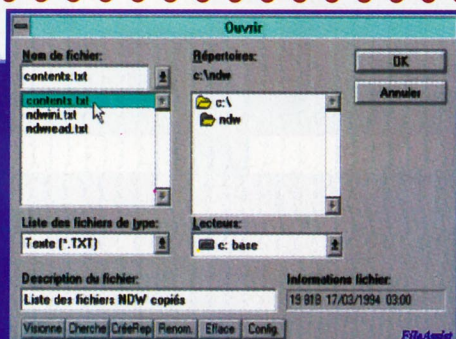 Ouvrir
Nom de fichier:
contents.txt
contents.txt
ndwini.txt
ndwread.txt
Répertoires:
c:\ndw
c:\
ndw
OK
Annuler
Liste des fichiers de type:
Texte (*.TXT)
Lecteurs:
c: base
Description du fichier:
Liste des fichiers NDW copiés
Informations fichier:
19 818 17/03/1994 03:00
Visionne Cherche CréeRep Renom. Efface Config.
FileAssist